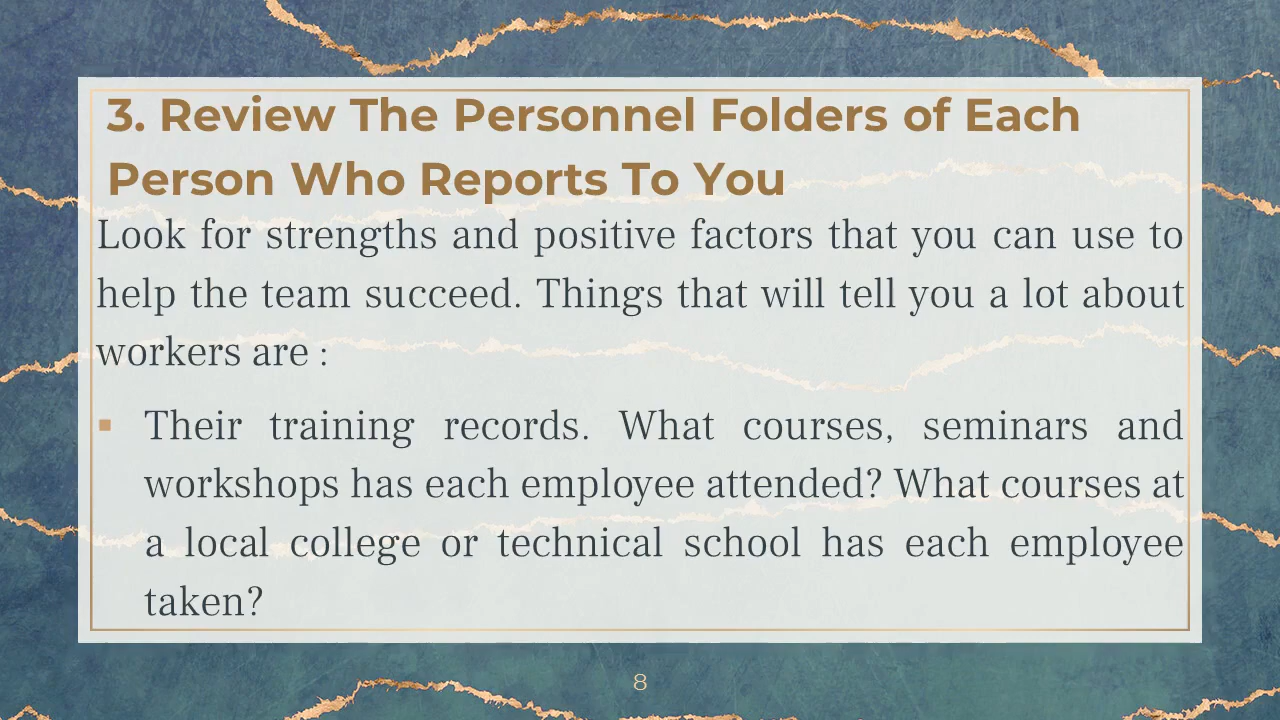 3. Review The Personnel Folders of Each
Person Who Reports To You
Look for strengths and positive factors that you can use to
help the team succeed. Things that will tell you a lot about
workers are :
▪ Their training records. What courses, seminars and
workshops has each employee attended? What courses at
a local college or technical school has each employee
taken?
8